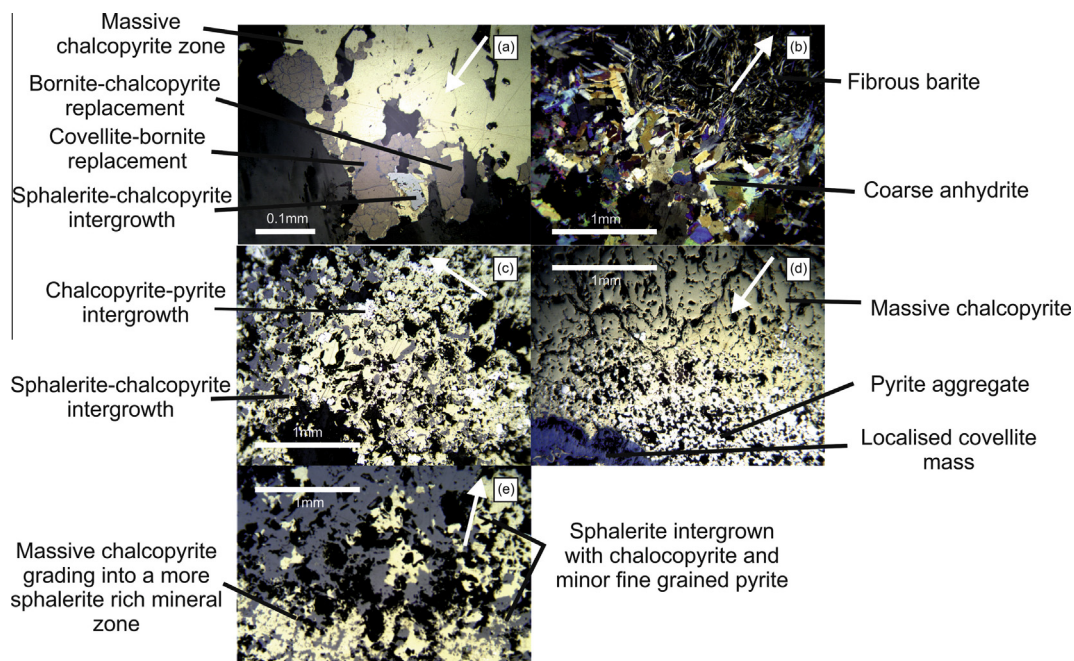 Massive
chalcopyrite zone
Bornite-chalcopyrite
replacement
Covellite-bornite
replacement
Sphalerite-chalcopyrite
intergrowth
0.1mm
(a)
(b)
Fibrous barite
Coarse anhydrite
1mm
Chalcopyrite-pyrite
intergrowth
Sphalerite-chalcopyrite
intergrowth
1mm
(c)
1mm
(d)
Massive chalcopyrite
Pyrite aggregate
Localised covellite
mass
1mm
(e)
Massive chalcopyrite
grading into a more
sphalerite rich mineral
zone
Sphalerite intergrown
with chalocopyrite and
minor fine grained pyrite